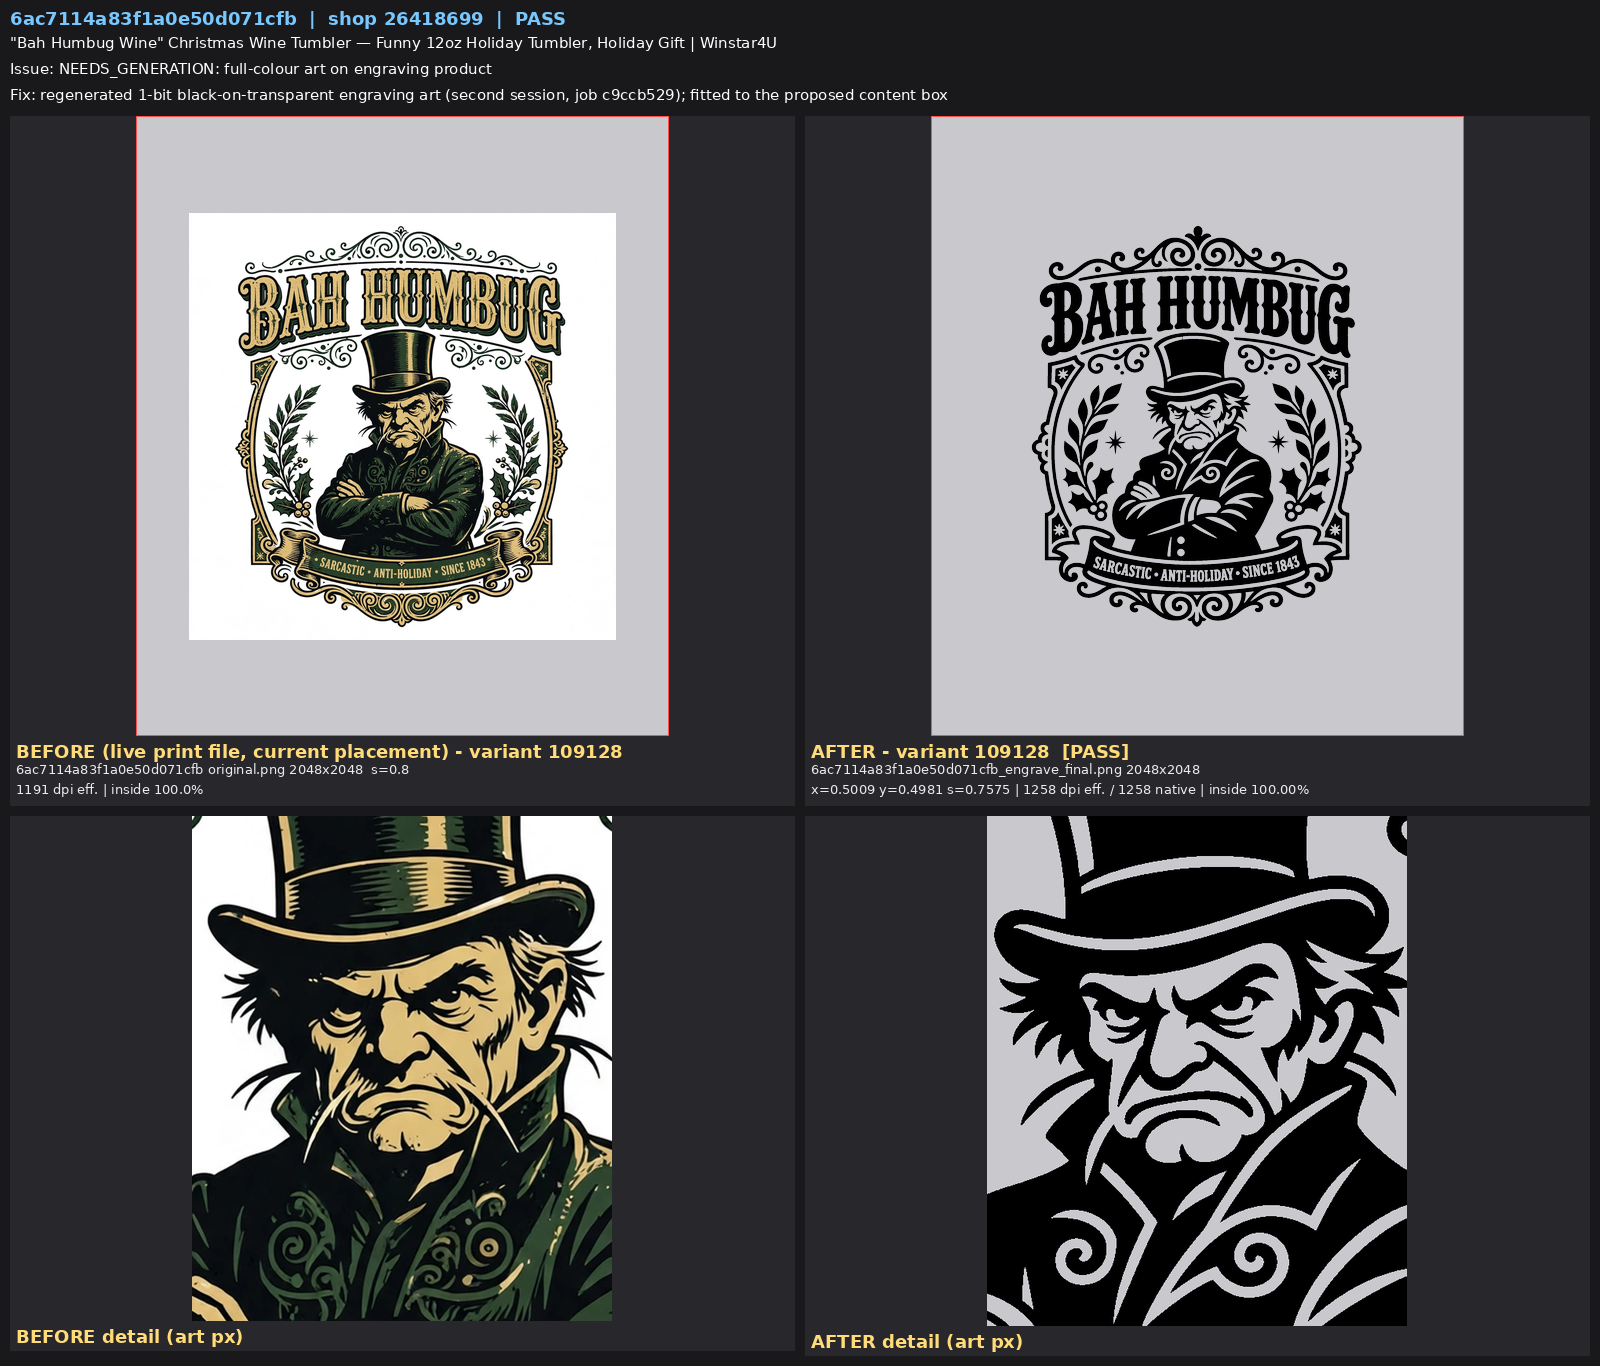 6ac7114a83f1a0e50d071cfb | shop 26418699 | PASS
"Bah Humbug Wine" Christmas Wine Tumbler — Funny 12oz Holiday Tumbler, Holiday Gift | Winstar4U
Issue: NEEDS_GENERATION: full-colour art on engraving product
Fix: regenerated 1-bit black-on-transparent engraving art (second session, job c9ccb529); fitted to the proposed content box
BAH HUMBUG
• SARCASTIC • ANTI-HOLIDAY • SINCE 1843 •
BEFORE (live print file, current placement) - variant 109128
6ac7114a83f1a0e50d071cfb original.png 2048x2048 s=0.8
1191 dpi eff. | inside 100.0%
BAH HUMBUG
SARCASTIC • ANTI-HOLIDAY • SINCE 1843
AFTER - variant 109128 [PASS]
6ac7114a83f1a0e50d071cfb_engrave_final.png 2048x2048
x=0.5009 y=0.4981 s=0.7575 | 1258 dpi eff. / 1258 native | inside 100.00%
BEFORE detail (art px)
AFTER detail (art px)